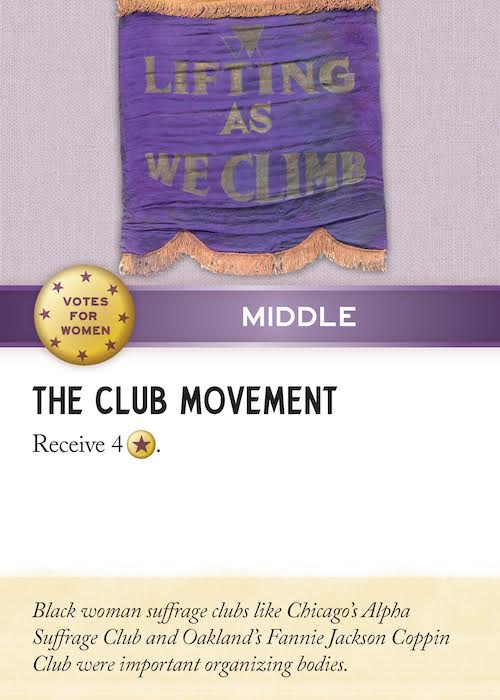 LIFTING
AS
WE CLIMB
VOTES
FOR
WOMEN
MIDDLE
THE CLUB MOVEMENT
Receive 4 .
Black woman suffrage clubs like Chicago’s Alpha
Suffrage Club and Oakland’s Fannie Jackson Coppin
Club were important organizing bodies.